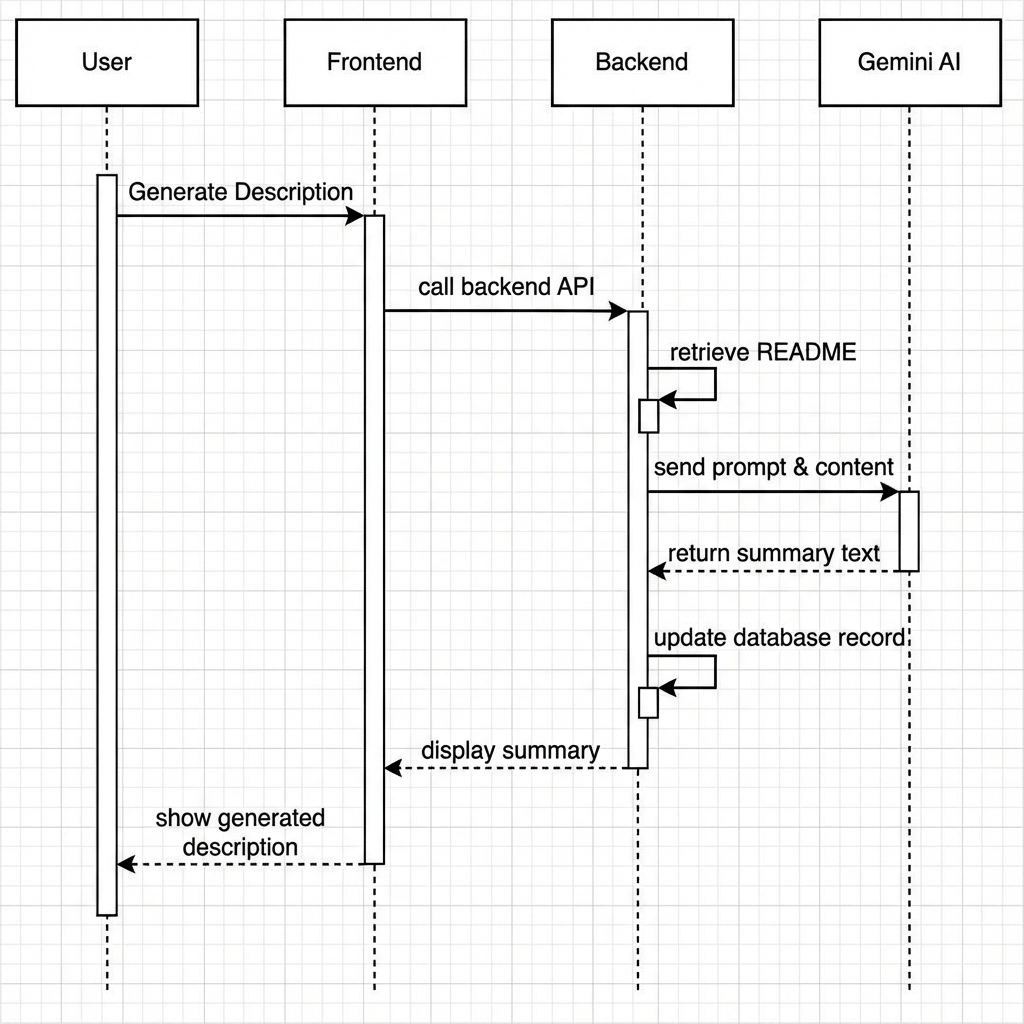 User
Frontend
Backend
Gemini AI
Generate Description
call backend API
retrieve README
send prompt & content
return summary text
update database record
display summary
show generated
description